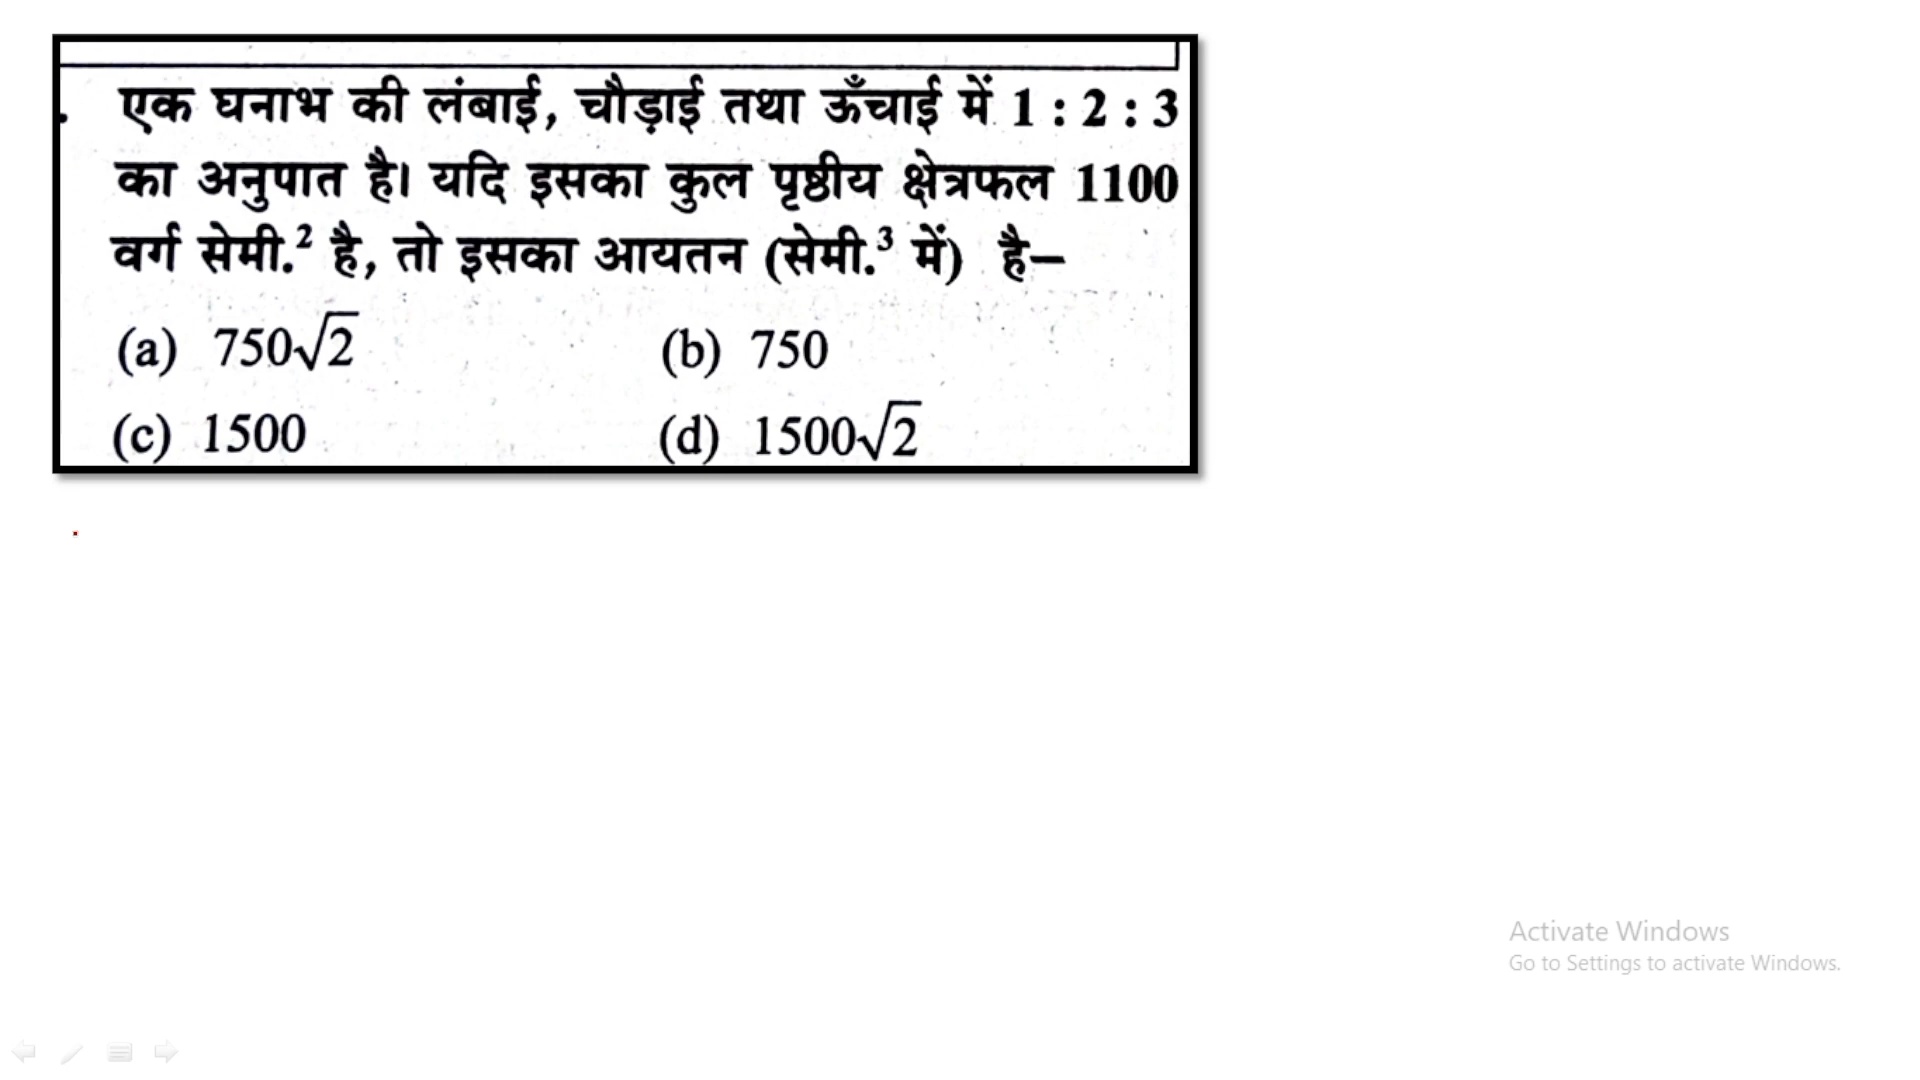 . एक घनाभ की लंबाई, चौड़ाई तथा ऊँचाई में 1 : 2 : 3
का अनुपात है। यदि इसका कुल पृष्ठीय क्षेत्रफल 1100
वर्ग सेमी.² है, तो इसका आयतन (सेमी.³ में) है–
(a) 750√2 (b) 750
(c) 1500 (d) 1500√2
Activate Windows
Go to Settings to activate Windows.